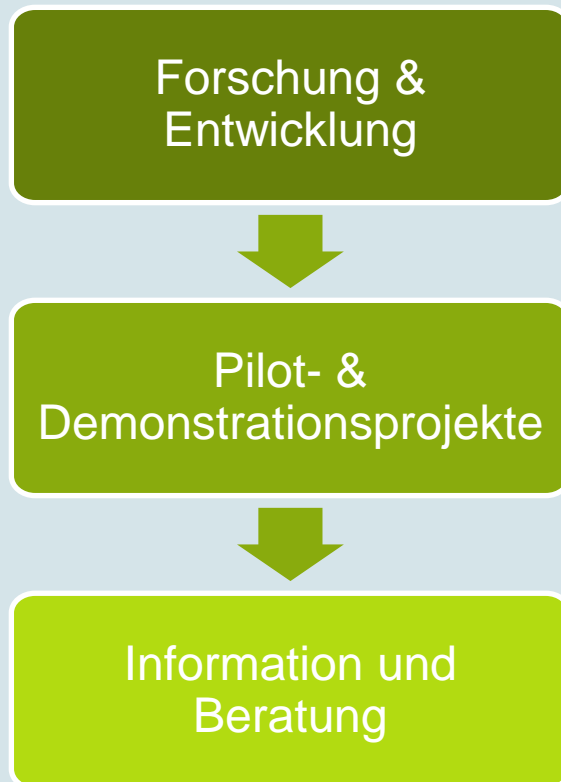 Forschung &
Entwicklung
Pilot- &
Demonstrationsprojekte
Information und
Beratung